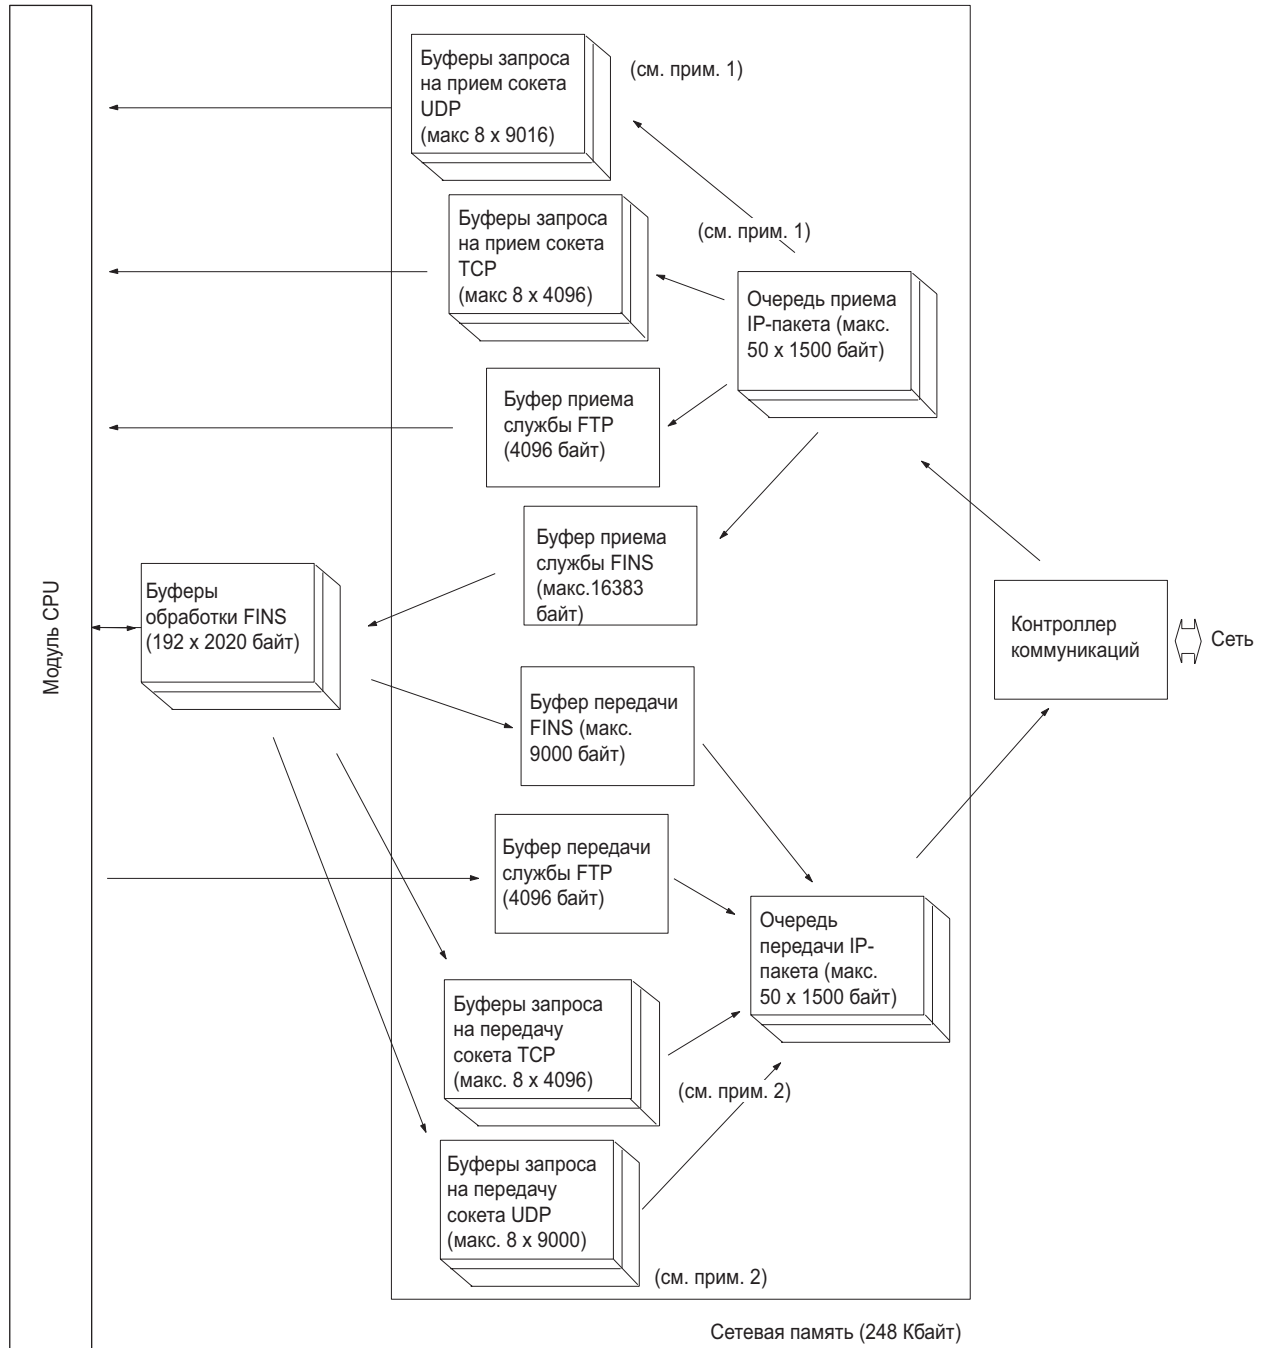 Буферы запроса
на прием сокета
UDP
(макс 8 x 9016)
(см. прим. 1)
Буферы запроса
на прием сокета
TCP
(макс 8 x 4096)
(см. прим. 1)
Очередь приема
IP-пакета (макс.
50 x 1500 байт)
Буфер приема
службы FTP
(4096 байт)
Буфер приема
службы FINS
(макс.16383
байт)
Модуль CPU
Буферы
обработки FINS
(192 x 2020 байт)
Контроллер
коммуникаций
Сеть
Буфер передачи
FINS (макс.
9000 байт)
Буфер передачи
службы FTP
(4096 байт)
Очередь
передачи IP-
пакета (макс.
50 x 1500 байт)
Буферы запроса
на передачу
сокета TCP
(макс. 8 x 4096)
(см. прим. 2)
Буферы запроса
на передачу
сокета UDP
(макс. 8 x 9000)
(см. прим. 2)
Сетевая память (248 Кбайт)